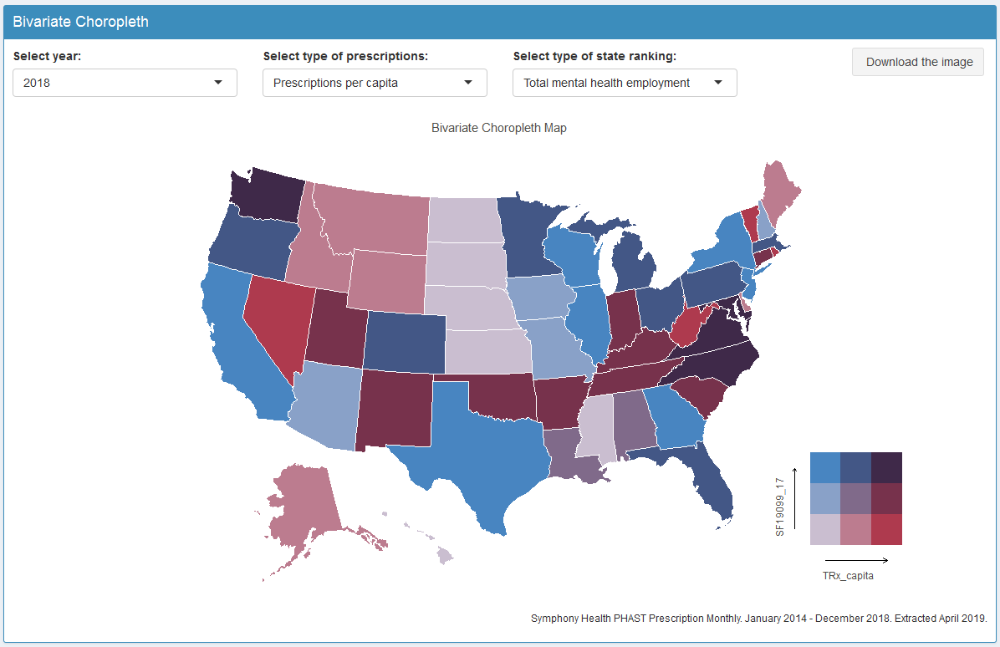 Bivariate Choropleth
Select year:
Select type of prescriptions:
Select type of state ranking:
Download the image
2018
Prescriptions per capita
Total mental health employment
Bivariate Choropleth Map
SF19099_17
TRx_capita
Symphony Health PHAST Prescription Monthly. January 2014 - December 2018. Extracted April 2019.